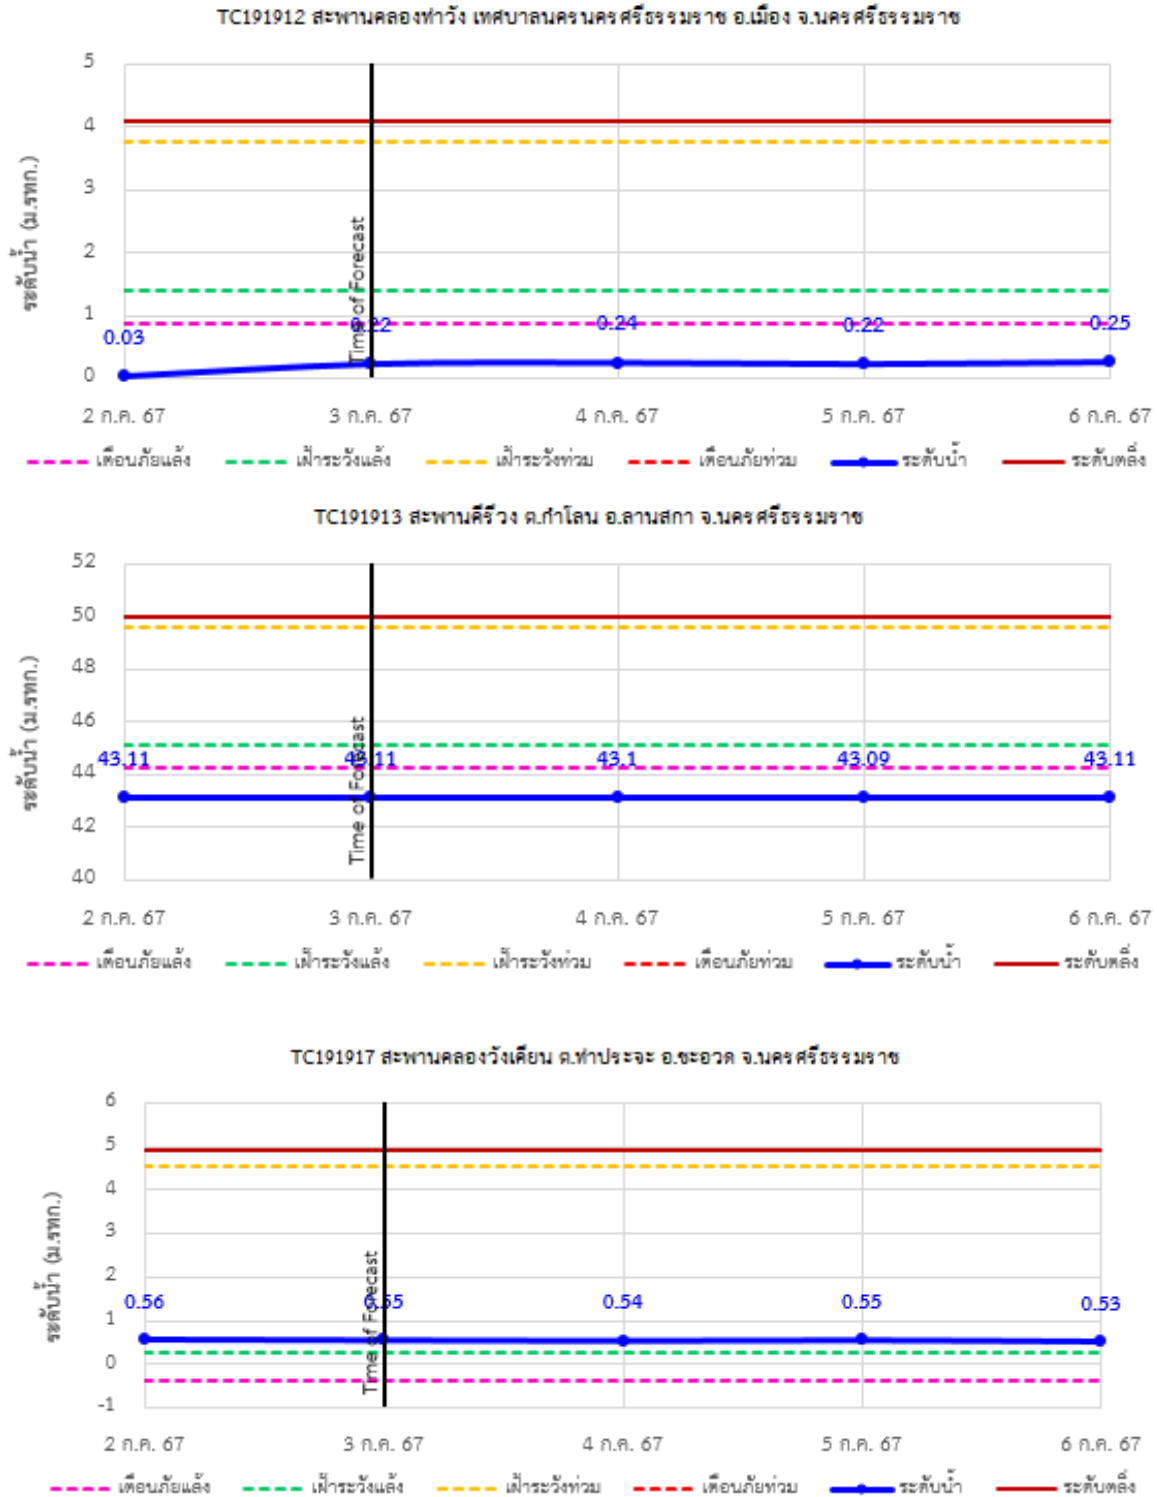 TC191912 สะพานคลองท่าวัง เทศบาลนครนครศรีธรรมราช อ.เมือง จ.นครศรีธรรมราช
5
4
3
2
1
0
ระดับน้ำ (ม.รทก.)
Time of Forecast
0.03 0.22 0.24 0.22 0.25
2 ก.ค. 67 3 ก.ค. 67 4 ก.ค. 67 5 ก.ค. 67 6 ก.ค. 67
เตือนภัยแล้ง เฝ้าระวังแล้ง เฝ้าระวังท่วม เตือนภัยท่วม ระดับน้ำ ระดับตลิ่ง
TC191913 สะพานคีรีวง ต.กำโลน อ.ลานสกา จ.นครศรีธรรมราช
52
50
48
46
44
42
40
ระดับน้ำ (ม.รทก.)
Time of Forecast
43.11 43.11 43.1 43.09 43.11
2 ก.ค. 67 3 ก.ค. 67 4 ก.ค. 67 5 ก.ค. 67 6 ก.ค. 67
เตือนภัยแล้ง เฝ้าระวังแล้ง เฝ้าระวังท่วม เตือนภัยท่วม ระดับน้ำ ระดับตลิ่ง
TC191917 สะพานคลองวังเคียน ต.ท่าประจะ อ.ชะอวด จ.นครศรีธรรมราช
6
5
4
3
2
1
0
-1
ระดับน้ำ (ม.รทก.)
Time of Forecast
0.56 0.55 0.54 0.55 0.53
2 ก.ค. 67 3 ก.ค. 67 4 ก.ค. 67 5 ก.ค. 67 6 ก.ค. 67
เตือนภัยแล้ง เฝ้าระวังแล้ง เฝ้าระวังท่วม เตือนภัยท่วม ระดับน้ำ ระดับตลิ่ง